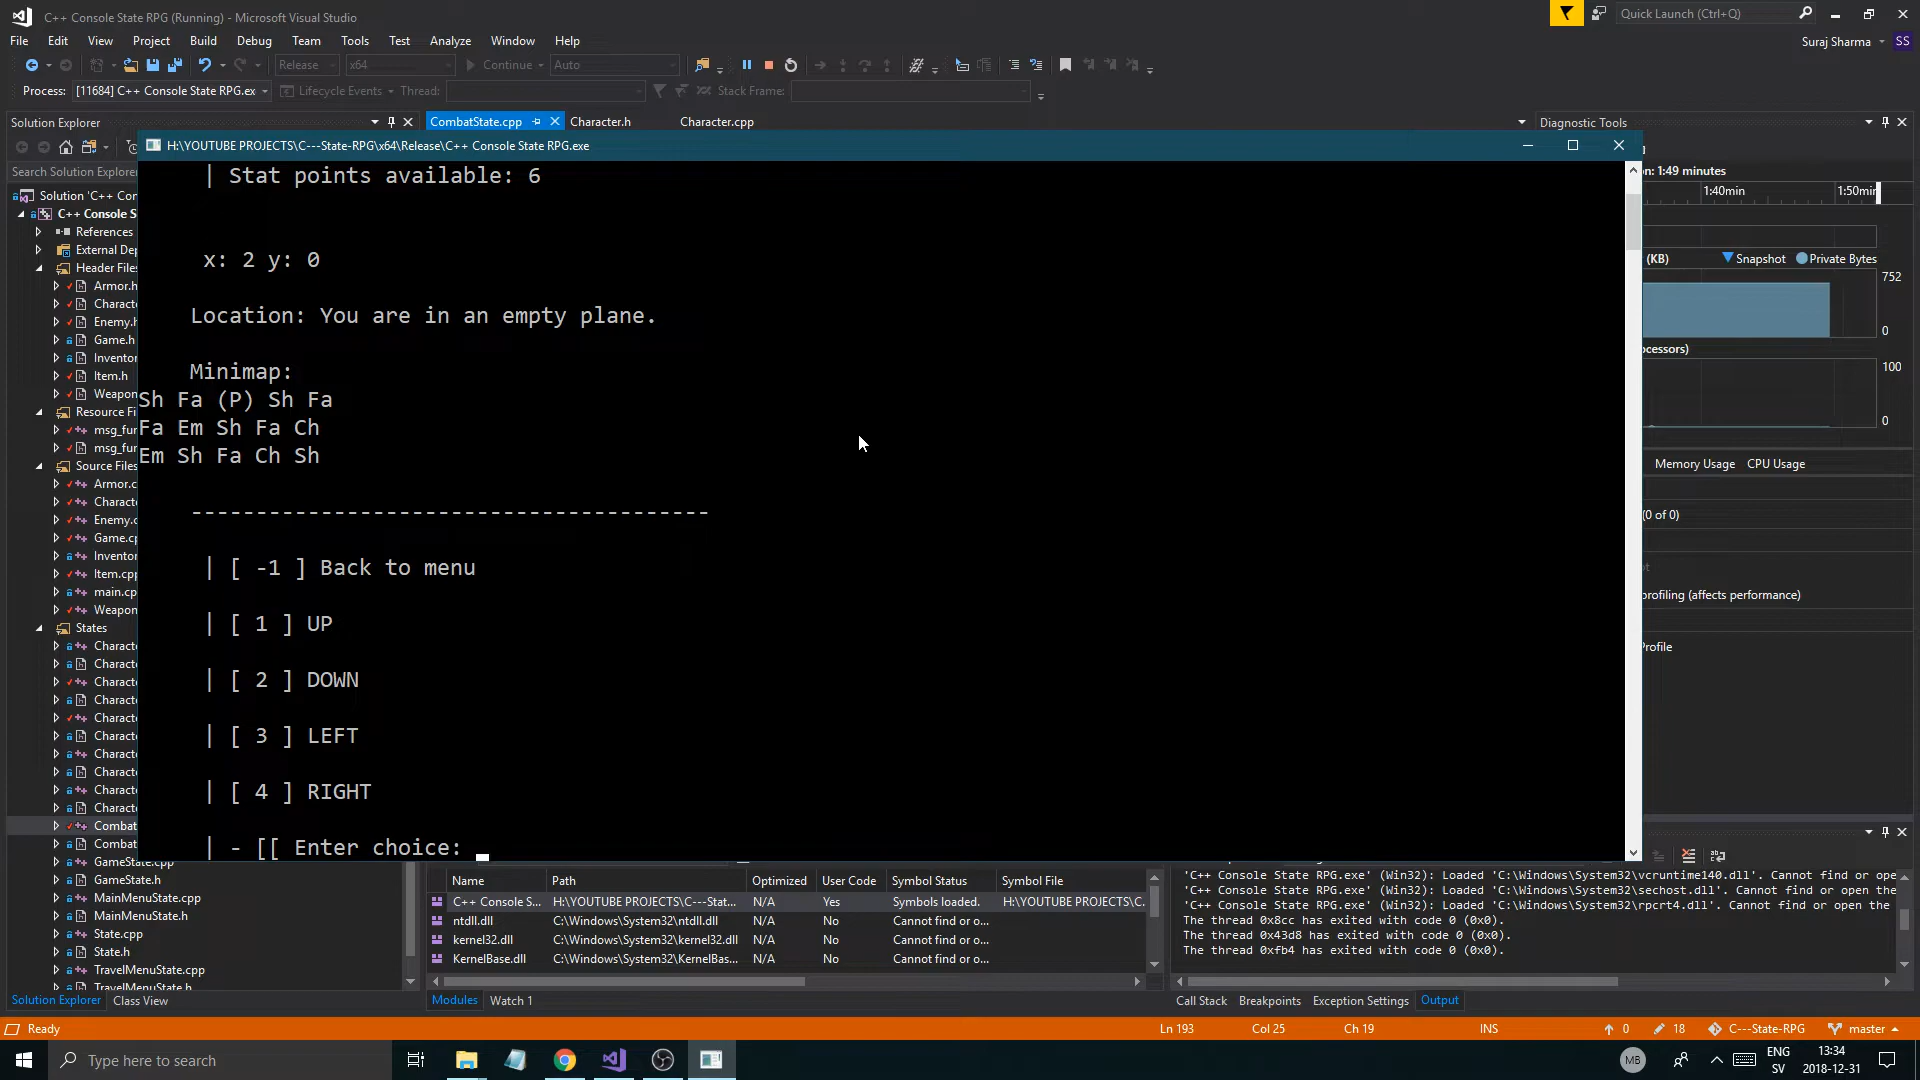 C++ Console State RPG (Running) - Microsoft Visual Studio
Quick Launch (Ctrl+Q)
File Edit View Project Build Debug Team Tools Test Analyze Window Help
Suraj Sharma SS
Release x64 Continue Auto
Process: [11684] C++ Console State RPG.ex Lifecycle Events Thread: Stack Frame:
Solution Explorer
CombatState.cpp Character.h Character.cpp
Diagnostic Tools
H:\YOUTUBE PROJECTS\C---State-RPG\x64\Release\C++ Console State RPG.exe
Search Solution Explorer
Solution 'C++ Con
C++ Console S
References
External Dep
Header Files
Armor.h
Characte
Enemy.h
Game.h
Inventor
Item.h
Weapon
Resource Fi
msg_fun
msg_fun
Source Files
Armor.c
Charact
Enemy.c
Game.cp
Inventor
Item.cpp
main.cp
Weapo
States
Charact
Charact
Charact
Charact
Charact
Charact
Charact
Charact
Charact
Charact
Combat
Combat
GameState.cpp
GameState.h
MainMenuState.cpp
MainMenuState.h
State.cpp
State.h
TravelMenuState.cpp
TravelMenuState.h
Solution Explorer Class View
| Stat points available: 6
x: 2 y: 0
Location: You are in an empty plane.
Minimap:
Sh Fa (P) Sh Fa
Fa Em Sh Fa Ch
Em Sh Fa Ch Sh
----------------------------------------
| [ -1 ] Back to menu
| [ 1 ] UP
| [ 2 ] DOWN
| [ 3 ] LEFT
| [ 4 ] RIGHT
| - [[ Enter choice:
on: 1:49 minutes
1:40min 1:50min
(KB) Snapshot Private Bytes
752
0
ocessors)
100
0
Memory Usage CPU Usage
(0 of 0)
profiling (affects performance)
Profile
Name Path Optimized User Code Symbol Status Symbol File
C++ Console S... H:\YOUTUBE PROJECTS\C---Stat... N/A Yes Symbols loaded. H:\YOUTUBE PROJECTS\C.
ntdll.dll C:\Windows\System32\ntdll.dll N/A No Cannot find or o...
kernel32.dll C:\Windows\System32\kernel32.dll N/A No Cannot find or o...
KernelBase.dll C:\Windows\System32\KernelBas... N/A No Cannot find or o...
Modules Watch 1
'C++ Console State RPG.exe' (Win32): Loaded 'C:\Windows\System32\vcruntime140.dll'. Cannot find or ope
'C++ Console State RPG.exe' (Win32): Loaded 'C:\Windows\System32\sechost.dll'. Cannot find or open the
'C++ Console State RPG.exe' (Win32): Loaded 'C:\Windows\System32\rpcrt4.dll'. Cannot find or open the
The thread 0x8cc has exited with code 0 (0x0).
The thread 0x43d8 has exited with code 0 (0x0).
The thread 0xfb4 has exited with code 0 (0x0).
Call Stack Breakpoints Exception Settings Output
Ready Ln 193 Col 25 Ch 19 INS 0 18 C---State-RPG master
Type here to search
MB
ENG
SV
13:34
2018-12-31